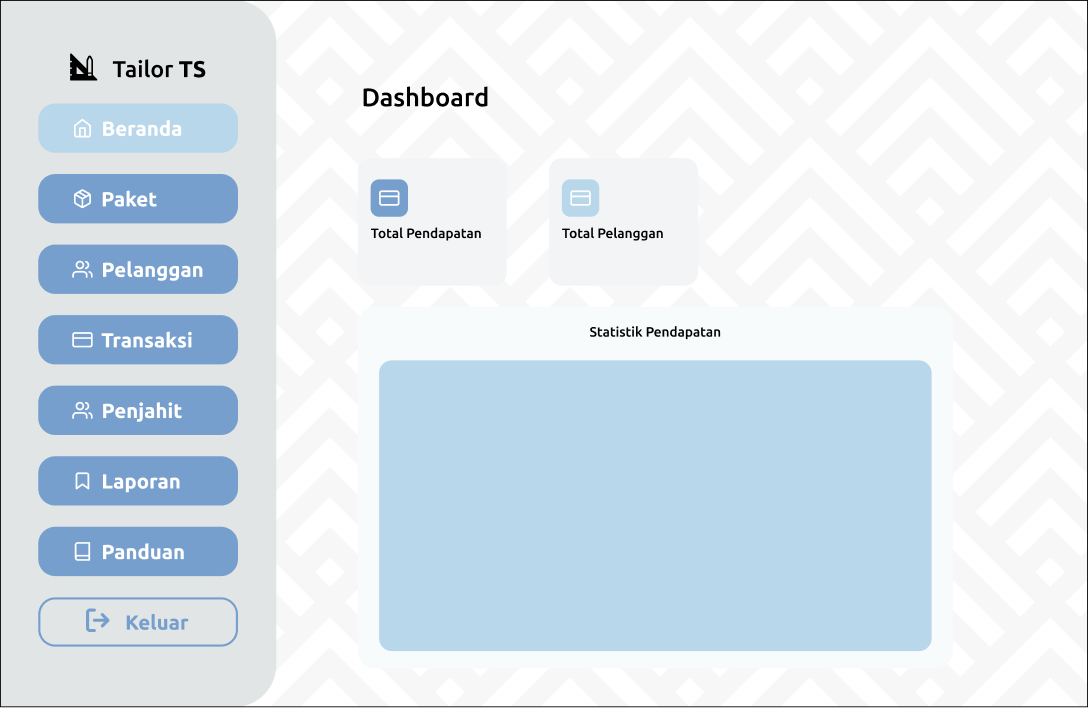 Tailor TS
Beranda
Paket
Pelanggan
Transaksi
Penjahit
Laporan
Panduan
Keluar
Dashboard
Total Pendapatan
Total Pelanggan
Statistik Pendapatan